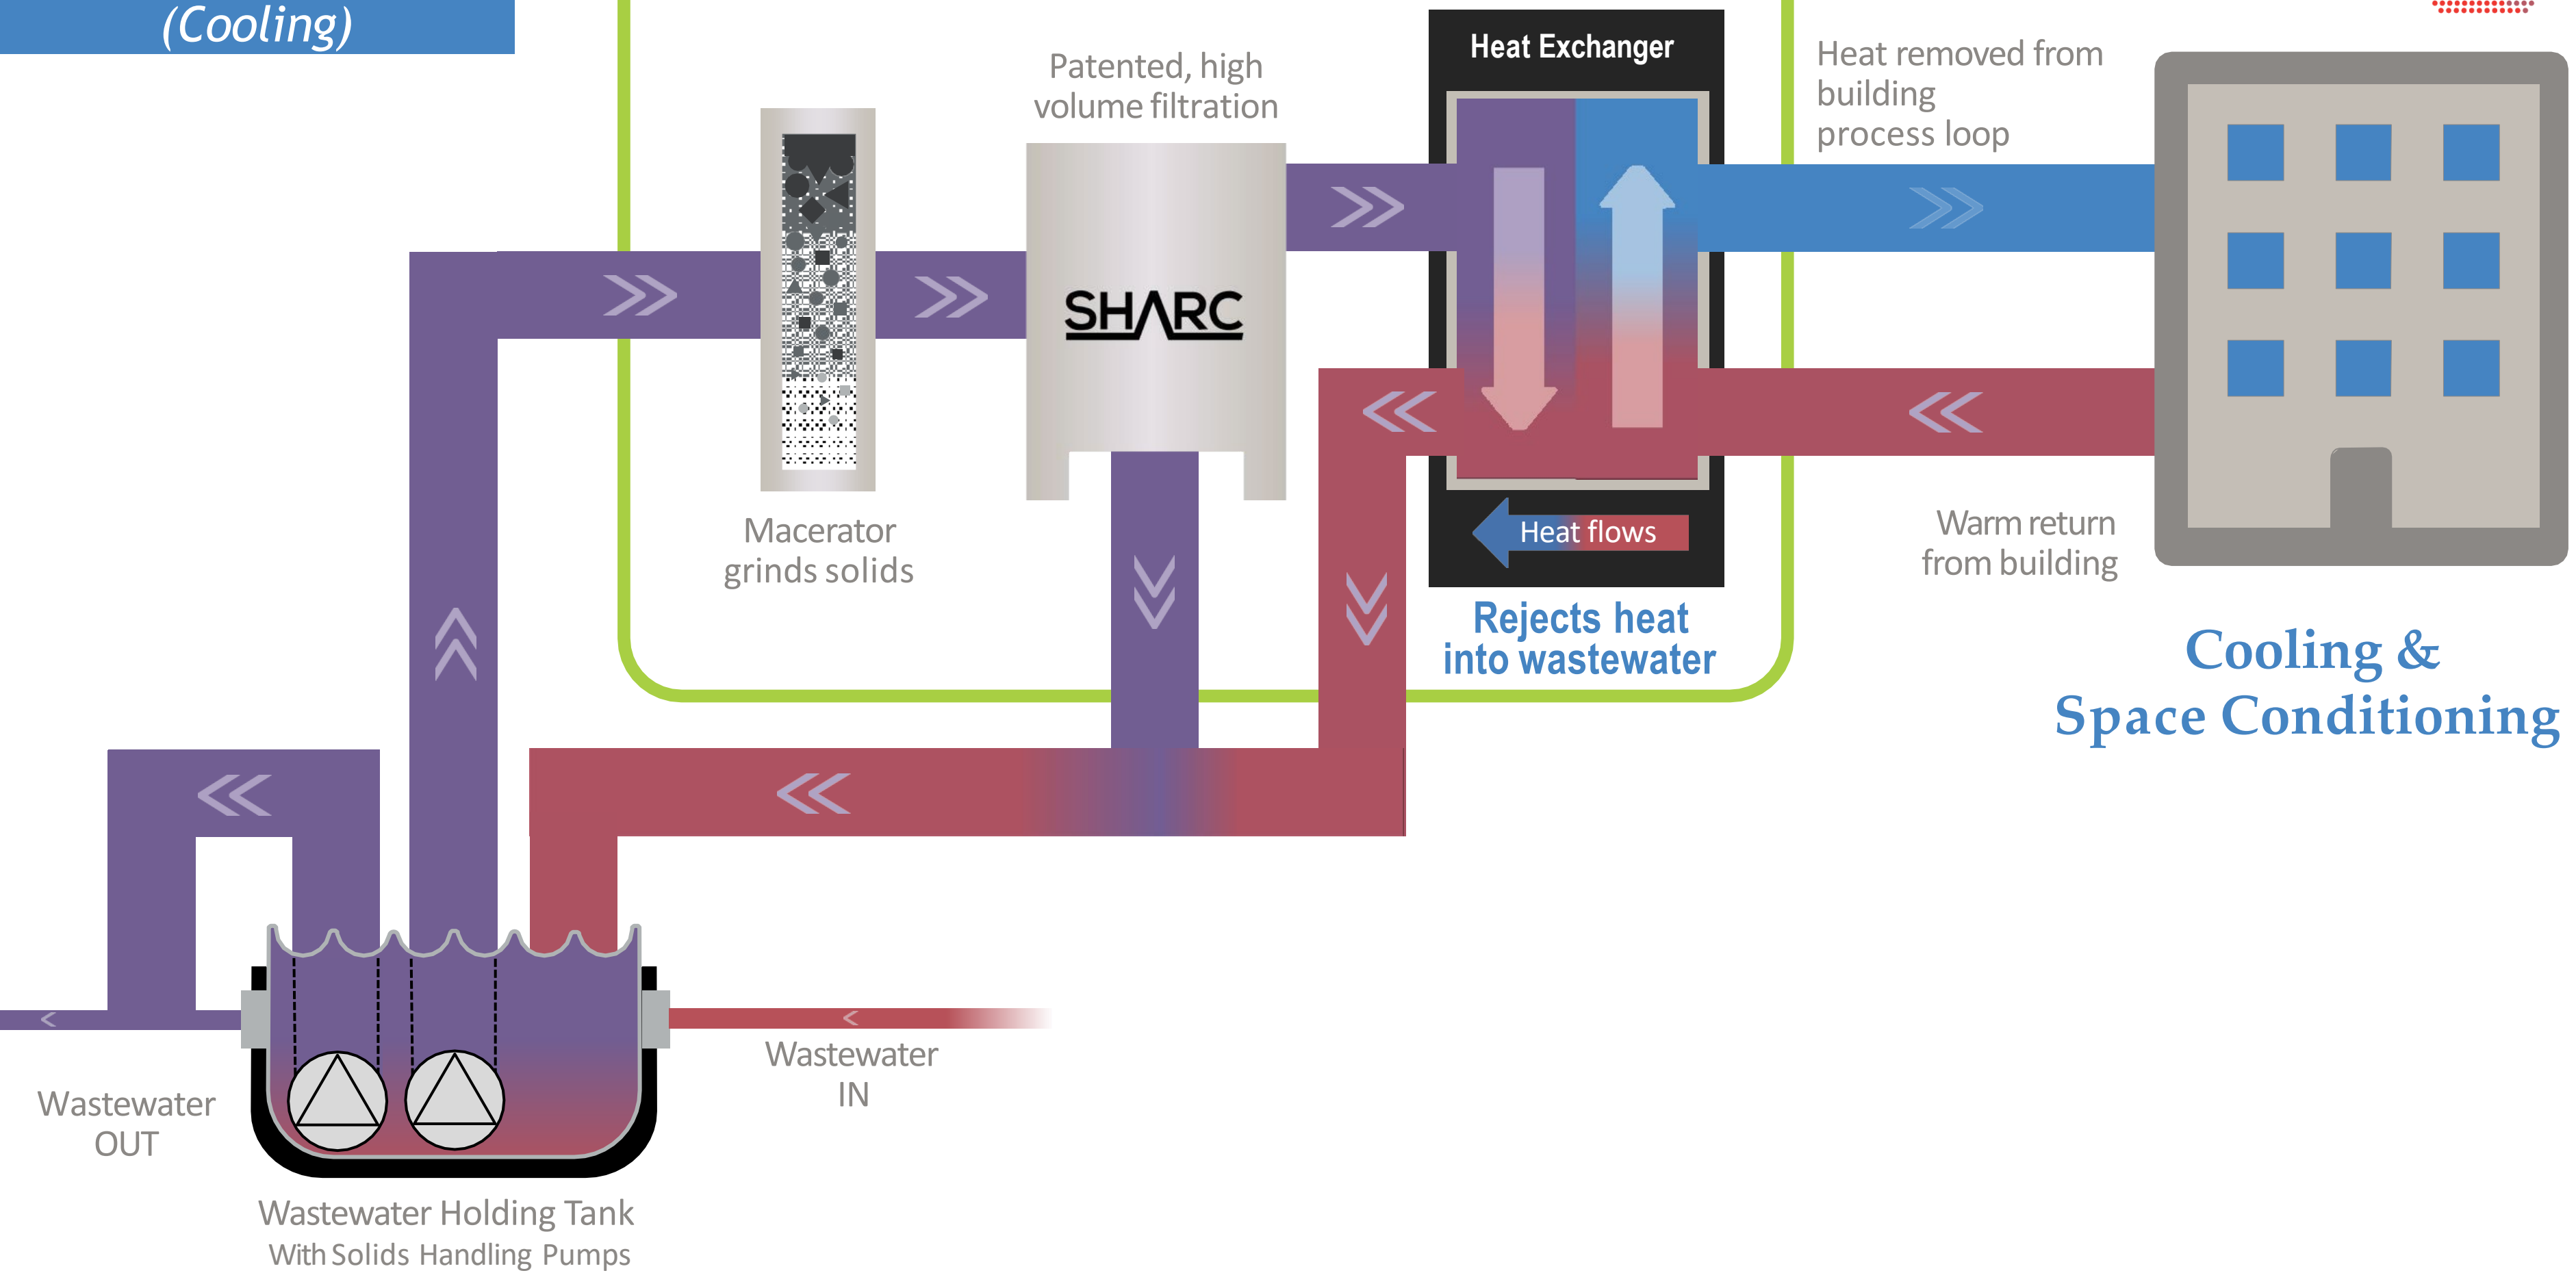 (Cooling)
Patented, high
volume filtration
Heat Exchanger
Heat removed from
building
process loop
SHARC
Macerator
grinds solids
Heat flows
Warm return
from building
Rejects heat
into wastewater
Cooling &
Space Conditioning
Wastewater
IN
Wastewater
OUT
Wastewater Holding Tank
With Solids Handling Pumps